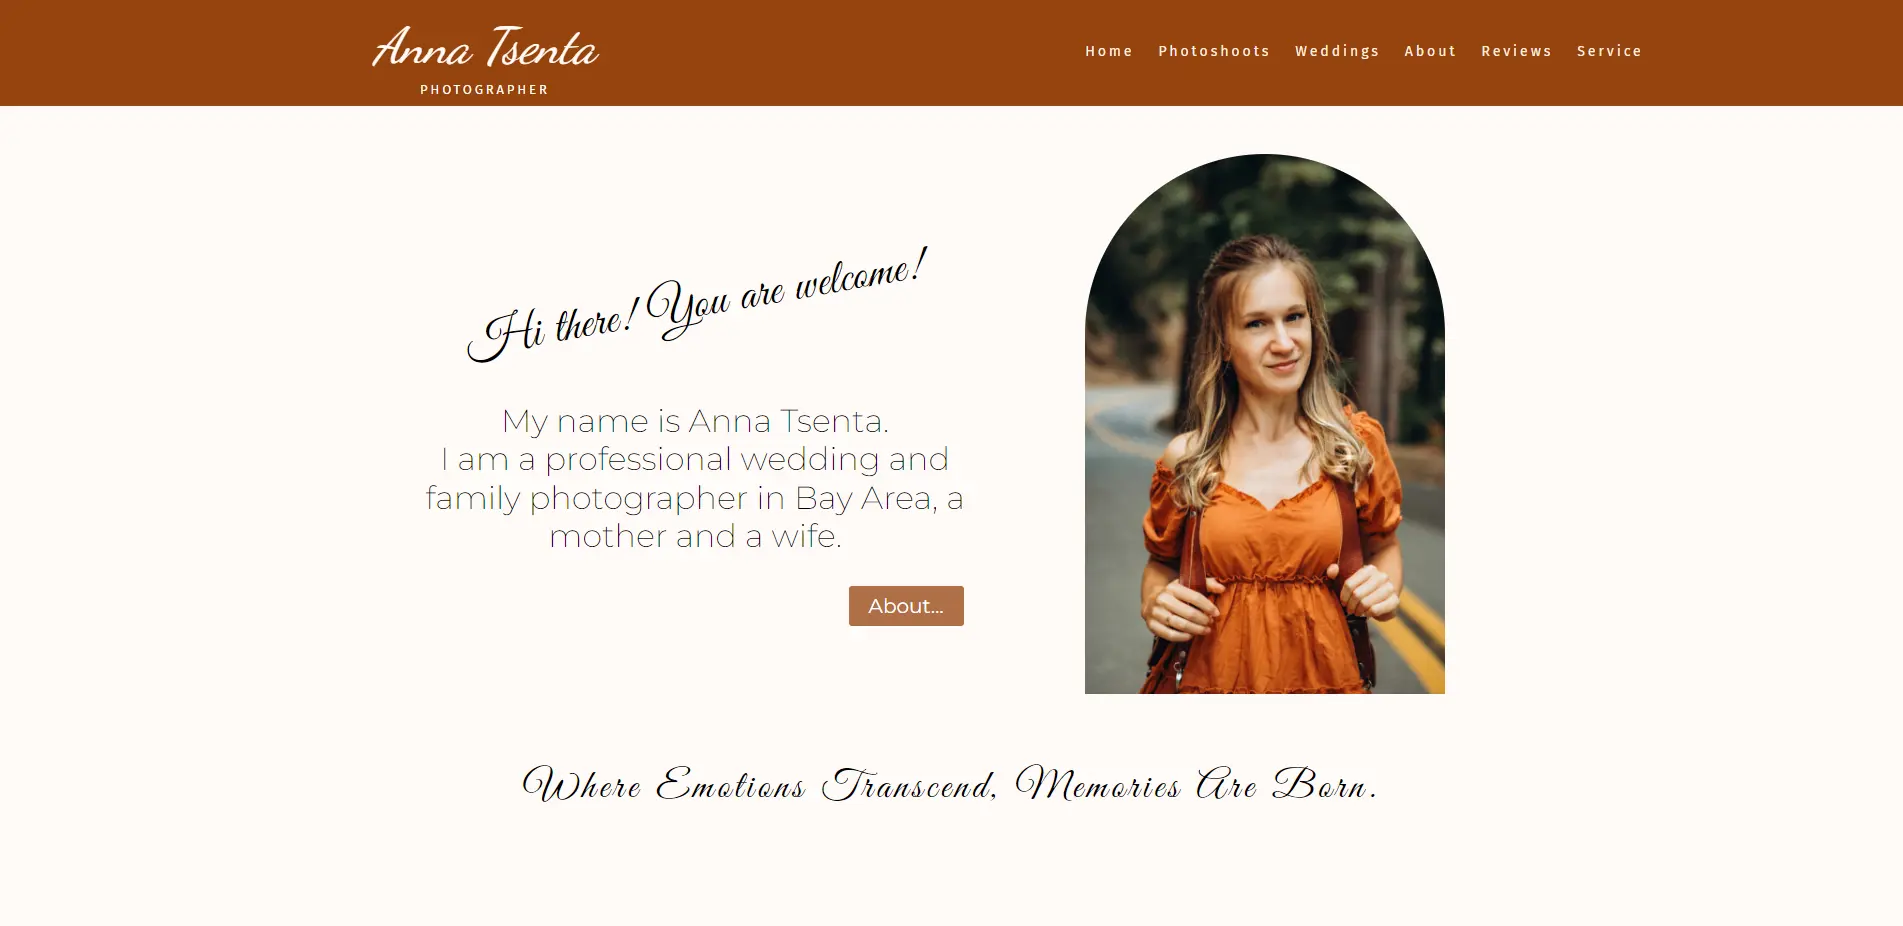 Anna Tsenta
PHOTOGRAPHER
Home Photoshoots Weddings About Reviews Service
Hi there! You are welcome!
My name is Anna Tsenta.
I am a professional wedding and
family photographer in Bay Area, a
mother and a wife.
About...
Where Emotions Transcend, Memories Are Born.